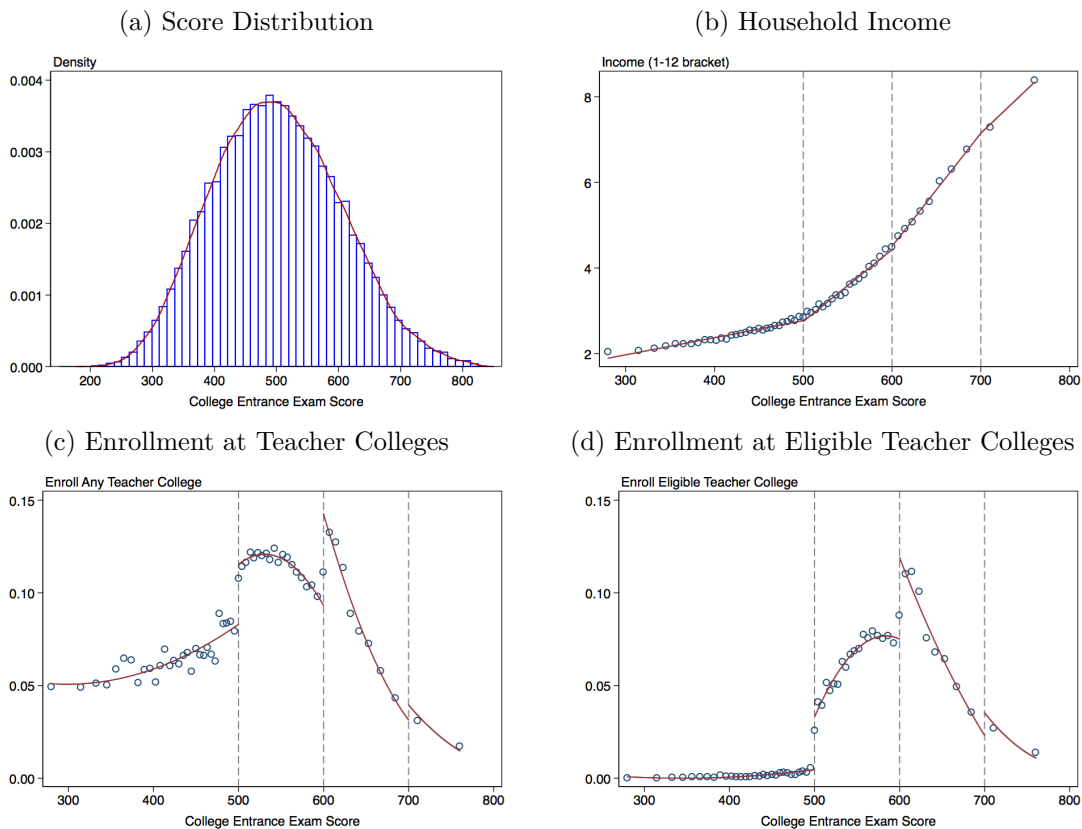 (a) Score Distribution
Density
0.004
0.003
0.002
0.001
0.000
200 300 400 500 600 700 800
College Entrance Exam Score
(b) Household Income
Income (1-12 bracket)
8
6
4
2
300 400 500 600 700 800
College Entrance Exam Score
(c) Enrollment at Teacher Colleges
Enroll Any Teacher College
0.15
0.10
0.05
0.00
300 400 500 600 700 800
College Entrance Exam Score
(d) Enrollment at Eligible Teacher Colleges
Enroll Eligible Teacher College
0.15
0.10
0.05
0.00
300 400 500 600 700 800
College Entrance Exam Score